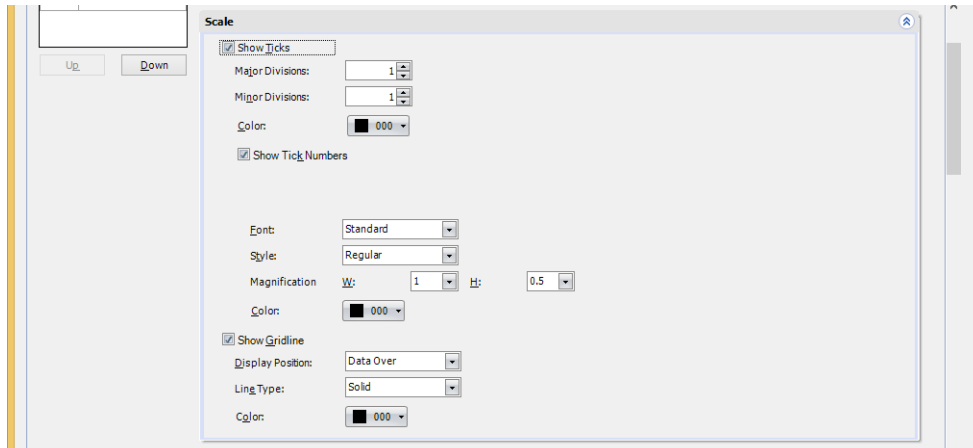 Scale
Show Ticks
Up Down
Major Divisions: 1
Minor Divisions: 1
Color: 000
Show Tick Numbers
Font: Standard
Style: Regular
Magnification W: 1 H: 0.5
Color: 000
Show Gridline
Display Position: Data Over
Line Type: Solid
Color: 000